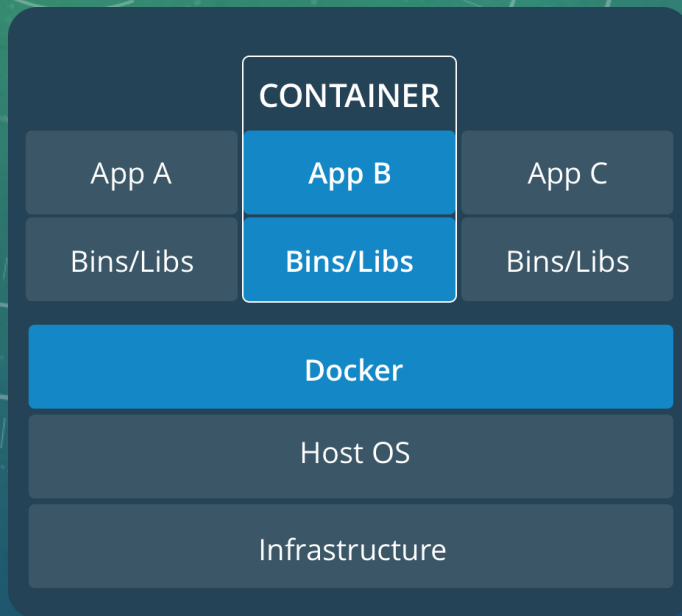 CONTAINER
App A
App B
App C
Bins/Libs
Bins/Libs
Bins/Libs
Docker
Host OS
Infrastructure